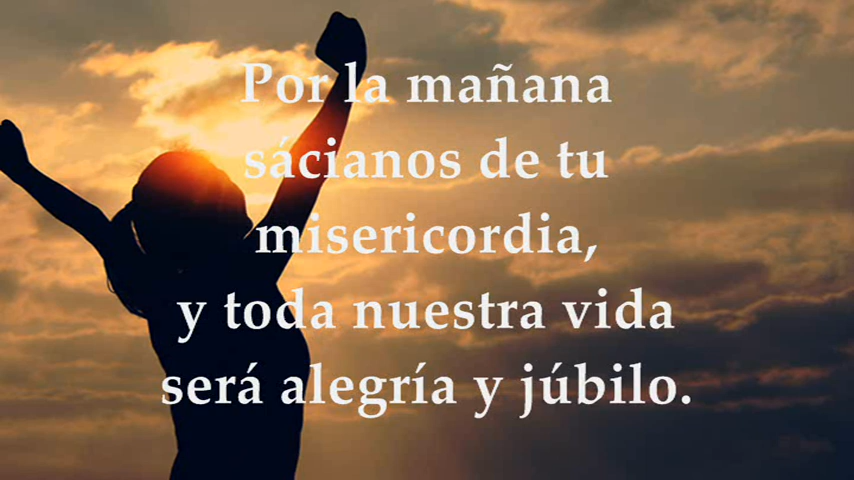 Por la mañana
sácianos de tu
misericordia,
y toda nuestra vida
será alegría y júbilo.